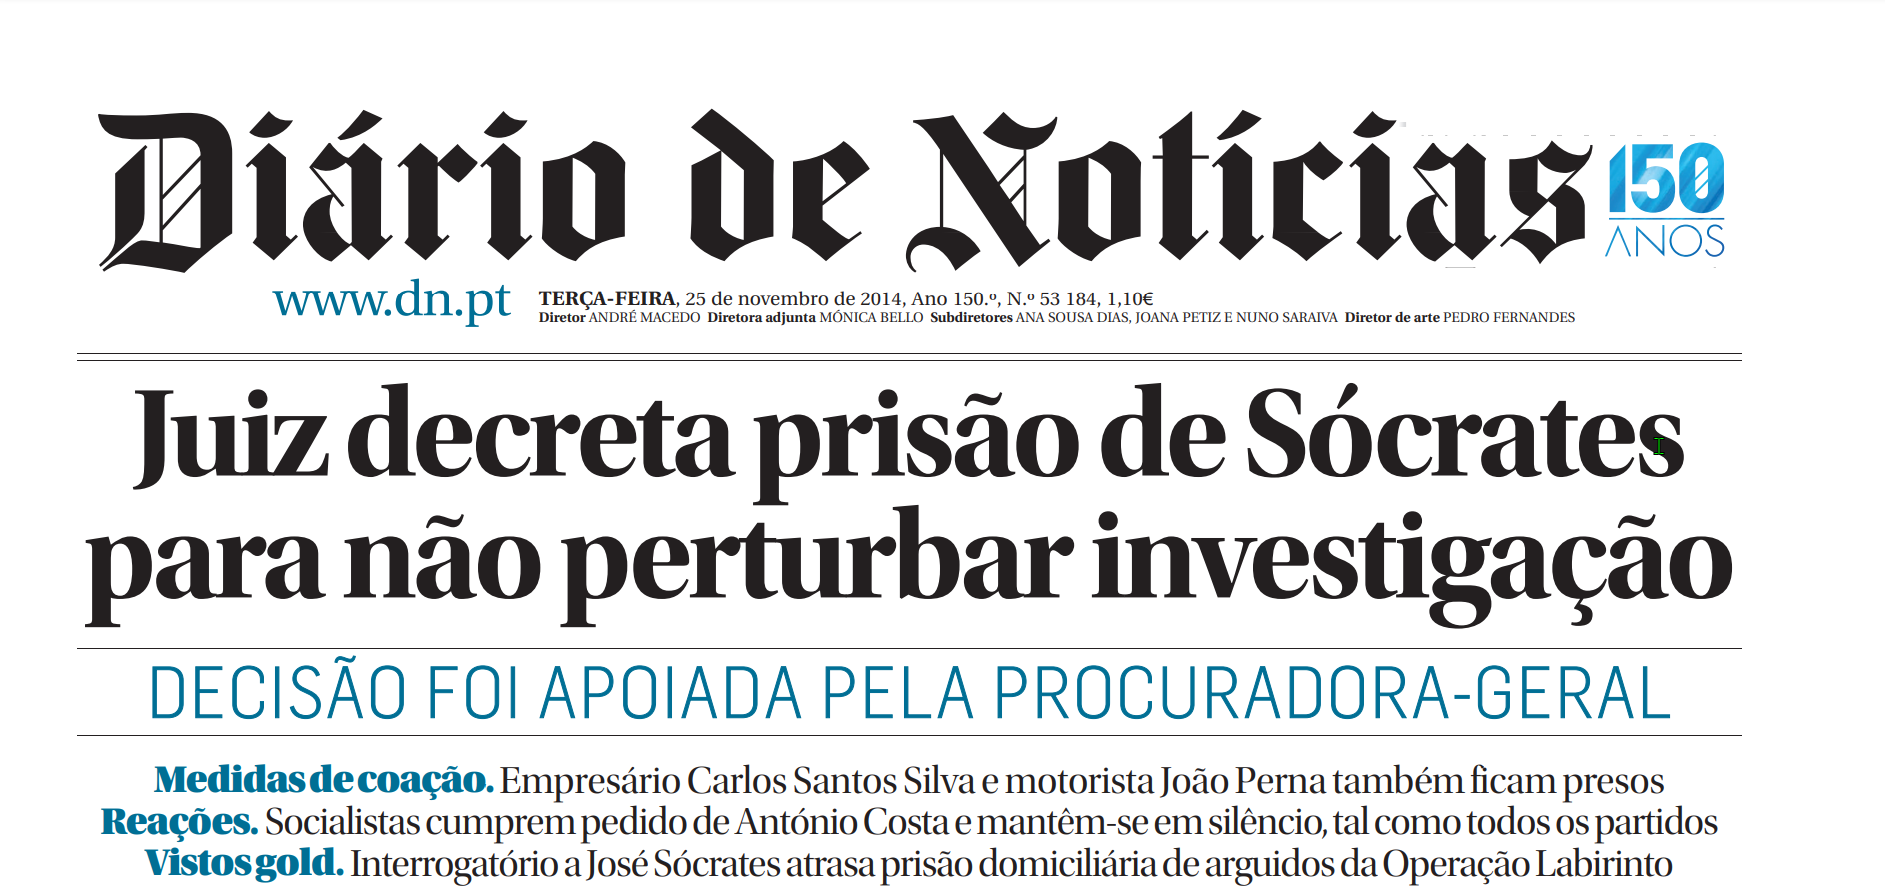 Diário de Notícias
150
ANOS
www.dn.pt
TERÇA-FEIRA, 25 de novembro de 2014, Ano 150.º, N.º 53 184, 1,10€
Diretor ANDRÉ MACEDO Diretora adjunta MÓNICA BELLO Subdiretores ANA SOUSA DIAS, JOANA PETIZ E NUNO SARAIVA Diretor de arte PEDRO FERNANDES
Juiz decreta prisão de Sócrates
para não perturbar investigação
DECISÃO FOI APOIADA PELA PROCURADORA-GERAL
Medidas de coação. Empresário Carlos Santos Silva e motorista João Perna também ficam presos
Reações. Socialistas cumprem pedido de António Costa e mantêm-se em silêncio, tal como todos os partidos
Vistos gold. Interrogatório a José Sócrates atrasa prisão domiciliária de arguidos da Operação Labirinto